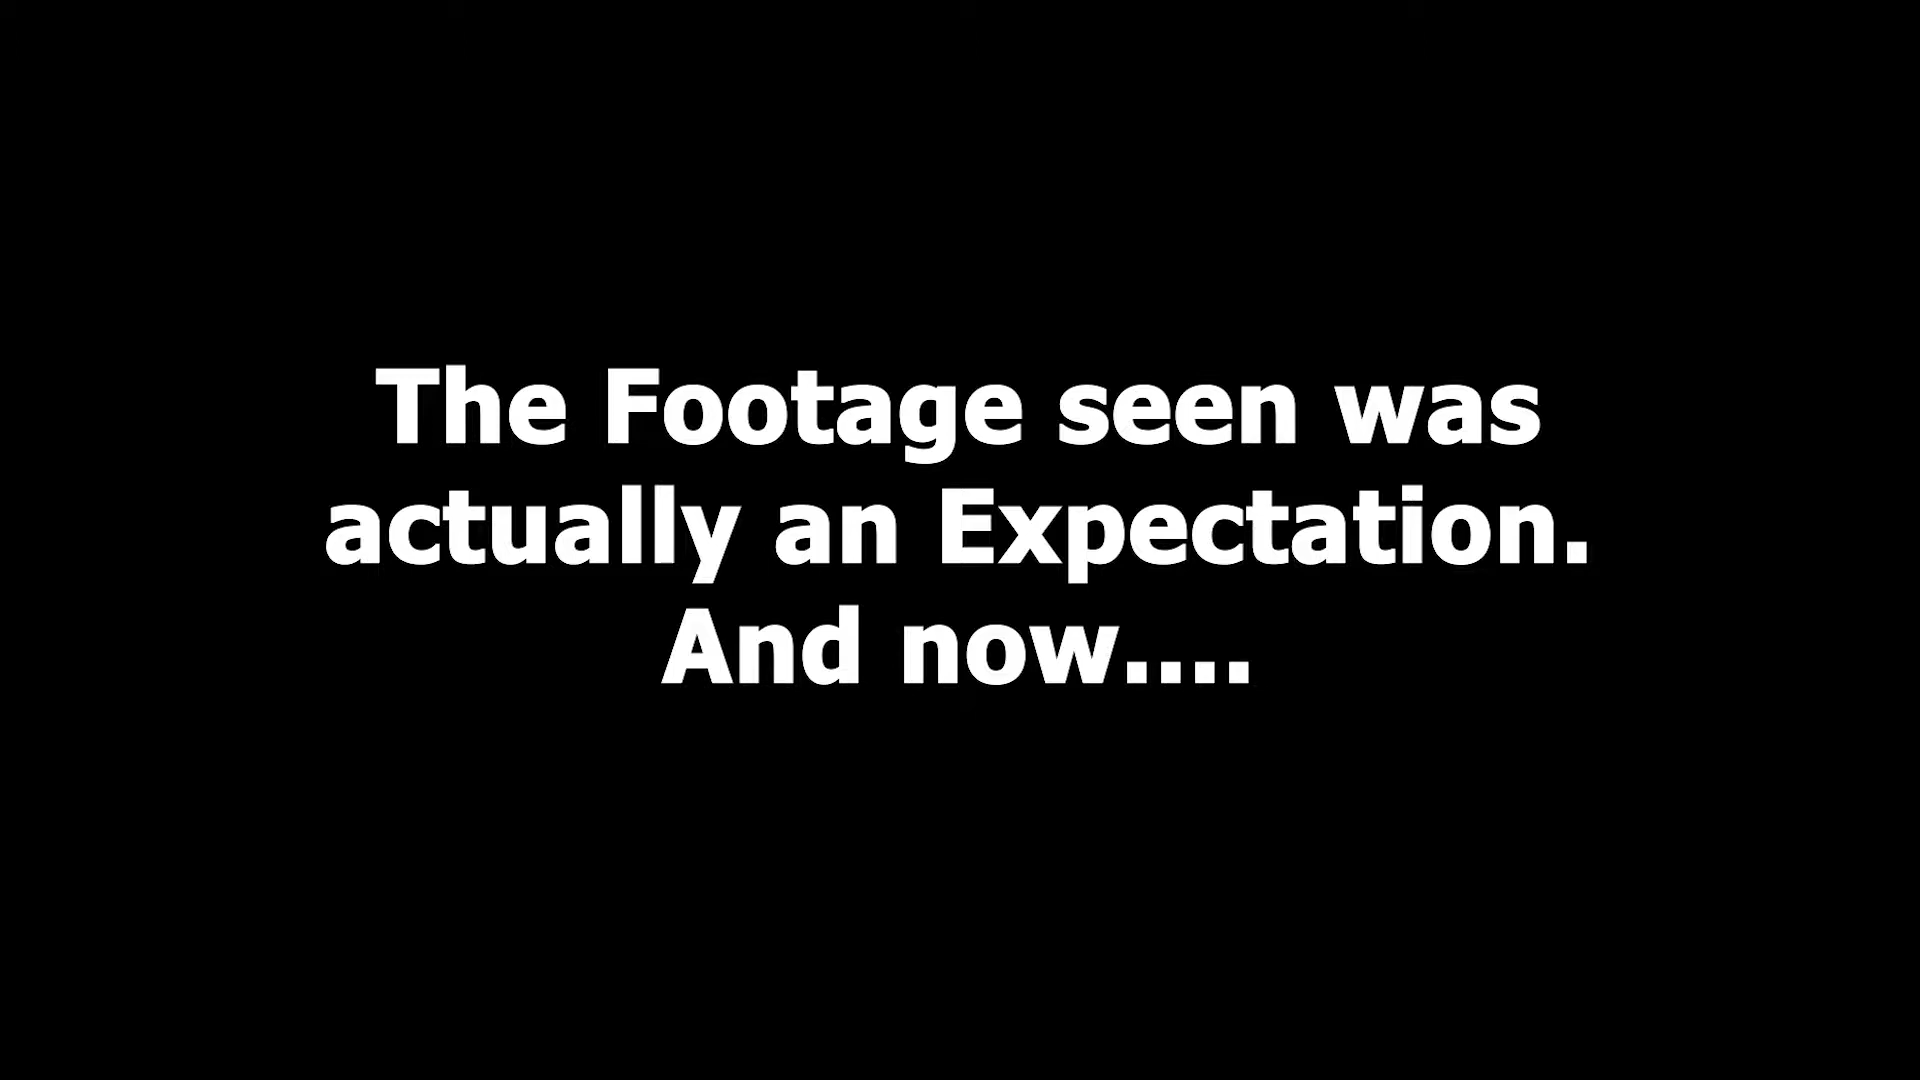 The Footage seen was
actually an Expectation.
And now....